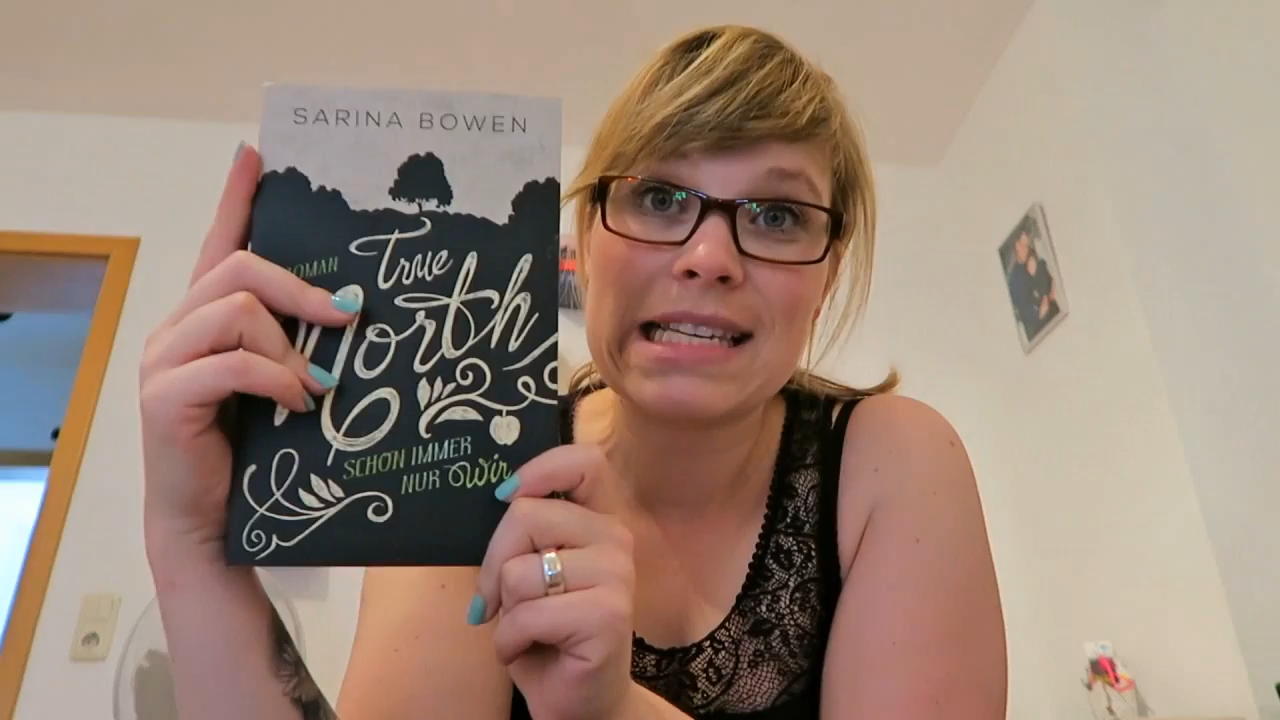 SARINA BOWEN
True
ROMAN
North
SCHON IMMER
NUR Wir